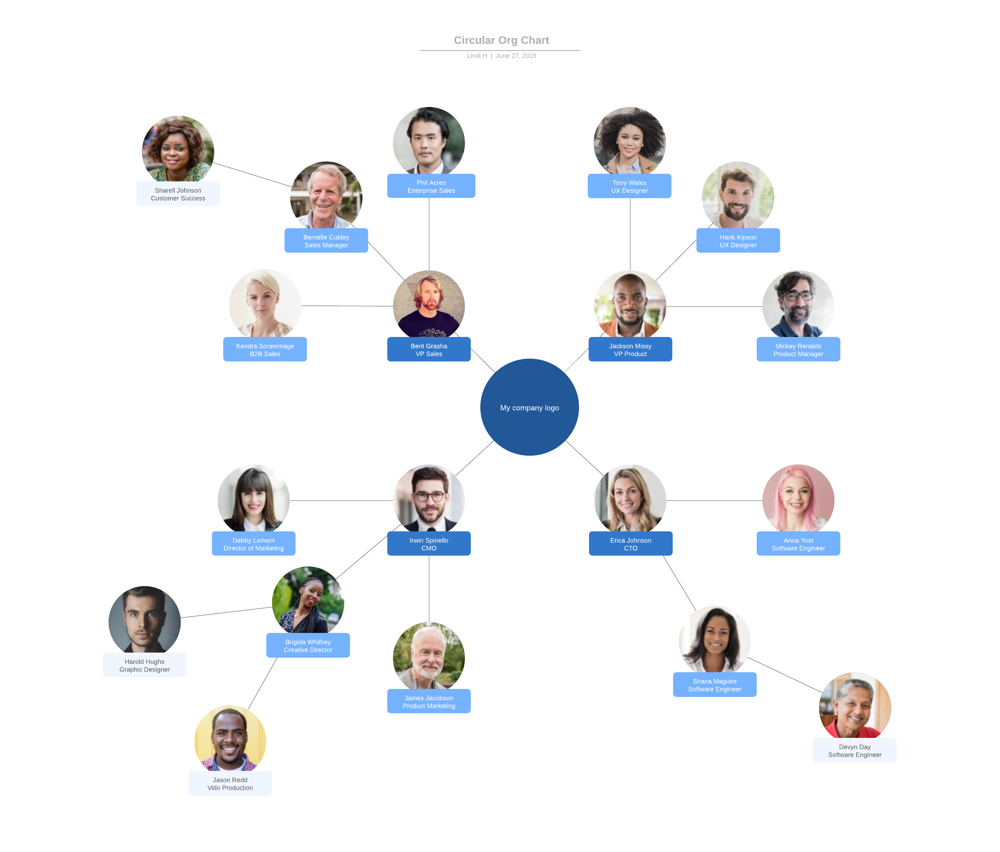 Circular Org Chart
Lindi H | June 27, 2019
Sharell Johnson
Customer Success
Bernelle Cubley
Sales Manager
Phil Acres
Enterprise Sales
Torry Wales
UX Designer
Hank Kipson
UX Designer
Kendra Scrammage
B2B Sales
Bent Grasha
VP Sales
Jackson Missy
VP Product
Mickey Renalds
Product Manager
My company logo
Debby Lethem
Director of Marketing
Irwin Spinello
CMO
Erica Johnson
CTO
Anna Yost
Software Engineer
Harold Hughs
Graphic Designer
Brigida Whithey
Creative Director
James Jacobson
Product Marketing
Shana Maguire
Software Engineer
Devyn Day
Software Engineer
Jason Redd
Vido Production